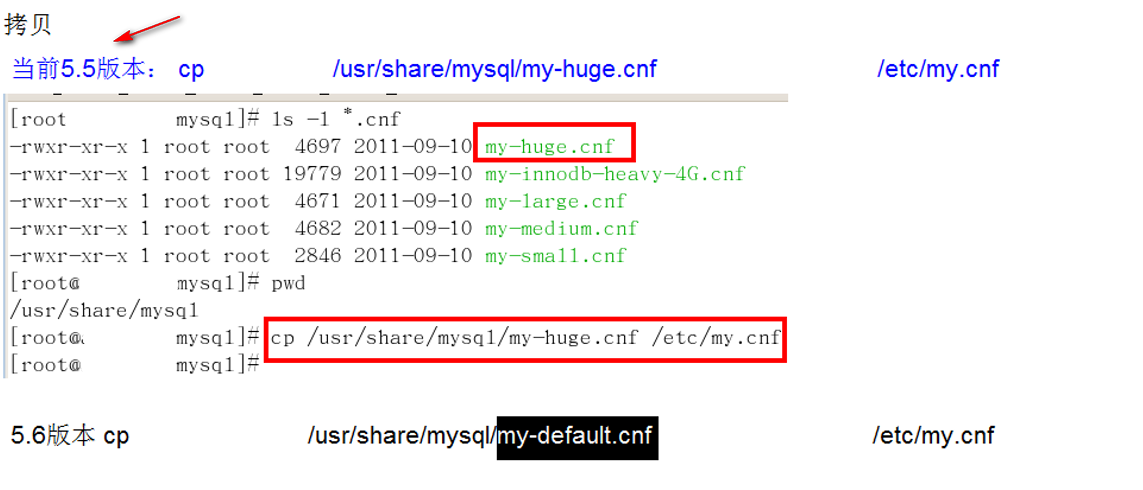 拷贝
当前5.5版本： cp /usr/share/mysql/my-huge.cnf /etc/my.cnf
[root mysql]# ls -l *.cnf
-rwxr-xr-x 1 root root 4697 2011-09-10 my-huge.cnf
-rwxr-xr-x 1 root root 19779 2011-09-10 my-innodb-heavy-4G.cnf
-rwxr-xr-x 1 root root 4671 2011-09-10 my-large.cnf
-rwxr-xr-x 1 root root 4682 2011-09-10 my-medium.cnf
-rwxr-xr-x 1 root root 2846 2011-09-10 my-small.cnf
[root@ mysql]# pwd
/usr/share/mysql
[root@ mysql]# cp /usr/share/mysql/my-huge.cnf /etc/my.cnf
[root@ mysql]#
5.6版本 cp /usr/share/mysql/my-default.cnf /etc/my.cnf